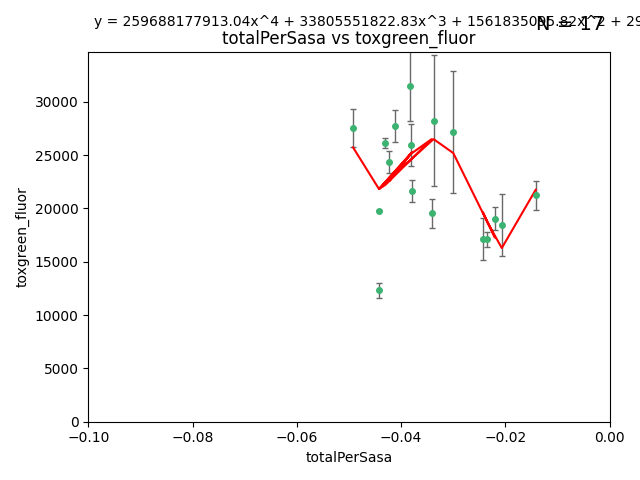 y = 259688177913.04x^4 + 33805551822.83x^3 + 1561835095.82x^2 + 29
N = 17
totalPerSasa vs toxgreen_fluor
30000
25000
20000
15000
10000
5000
0
toxgreen_fluor
−0.10 −0.08 −0.06 −0.04 −0.02 0.00
totalPerSasa